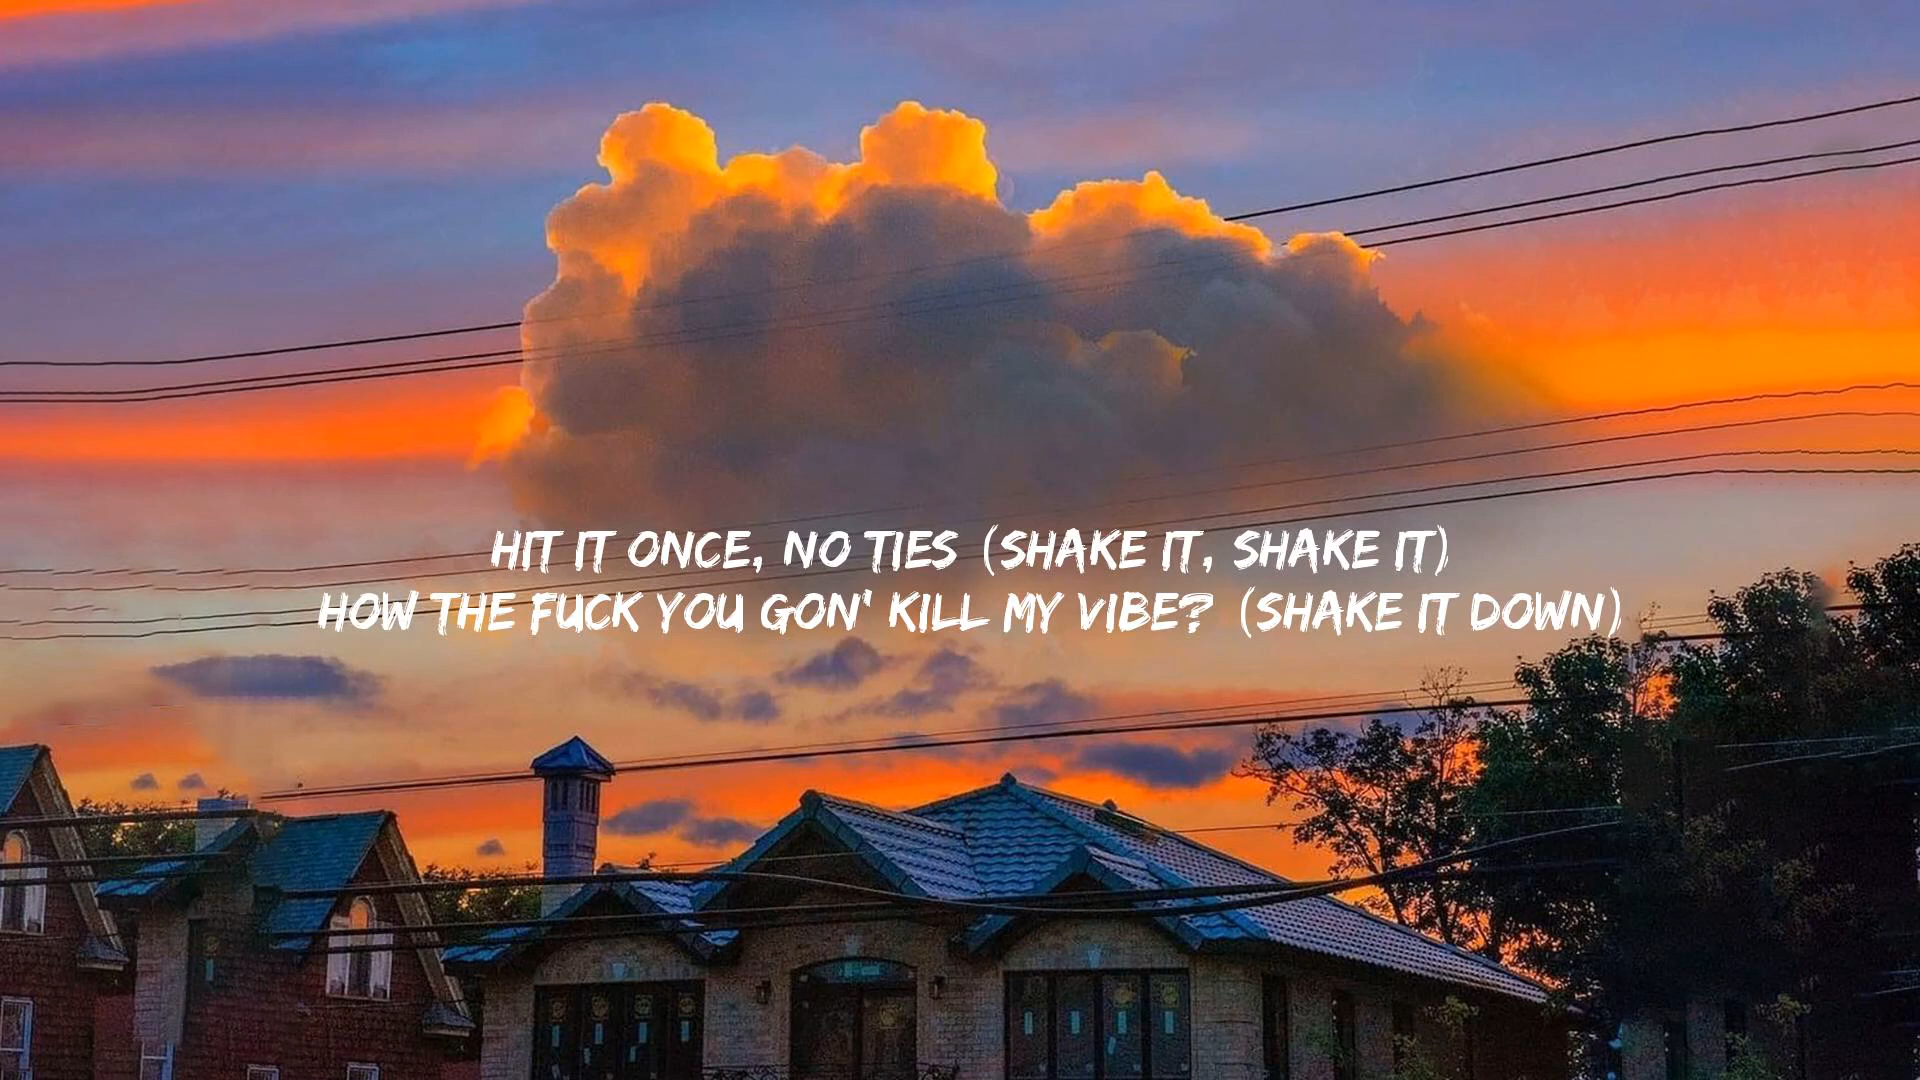 HIT IT ONCE, NO TIES (SHAKE IT, SHAKE IT)
HOW THE FUCK YOU GON' KILL MY VIBE? (SHAKE IT DOWN)